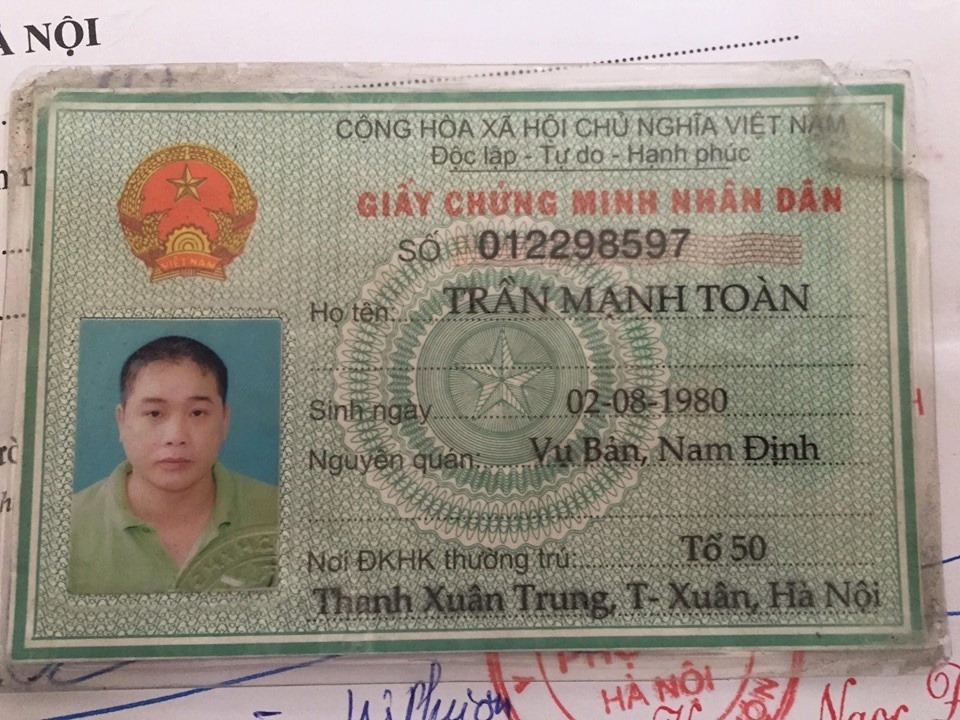 HÀ NỘI
CỘNG HÒA XÃ HỘI CHỦ NGHĨA VIỆT NAM
Độc lập - Tự do - Hạnh phúc
GIẤY CHỨNG MINH NHÂN DÂN
SỐ 012298597
VIỆT NAM
Họ tên: TRẦN MẠNH TOÀN
Sinh ngày 02-08-1980
Nguyên quán: Vụ Bản, Nam Định
Nơi ĐKHK thường trú: Tổ 50
Thanh Xuân Trung, T- Xuân, Hà Nội
HÀ NỘI